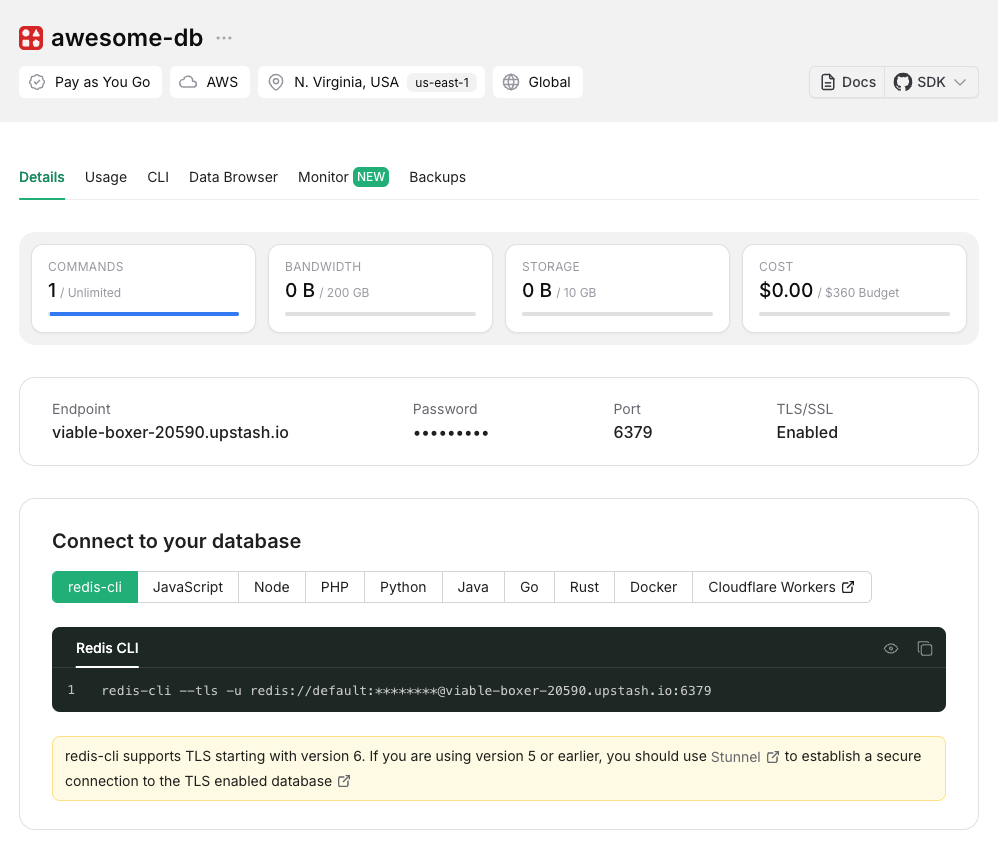 awesome-db ...
Pay as You Go AWS N. Virginia, USA us-east-1 Global Docs SDK
Details Usage CLI Data Browser Monitor NEW Backups
COMMANDS BANDWIDTH STORAGE COST
1 / Unlimited 0 B / 200 GB 0 B / 10 GB $0.00 / $360 Budget
Endpoint Password Port TLS/SSL
viable-boxer-20590.upstash.io ••••••••• 6379 Enabled
Connect to your database
redis-cli JavaScript Node PHP Python Java Go Rust Docker Cloudflare Workers
Redis CLI
1 redis-cli --tls -u redis://default:********@viable-boxer-20590.upstash.io:6379
redis-cli supports TLS starting with version 6. If you are using version 5 or earlier, you should use Stunnel to establish a secure
connection to the TLS enabled database